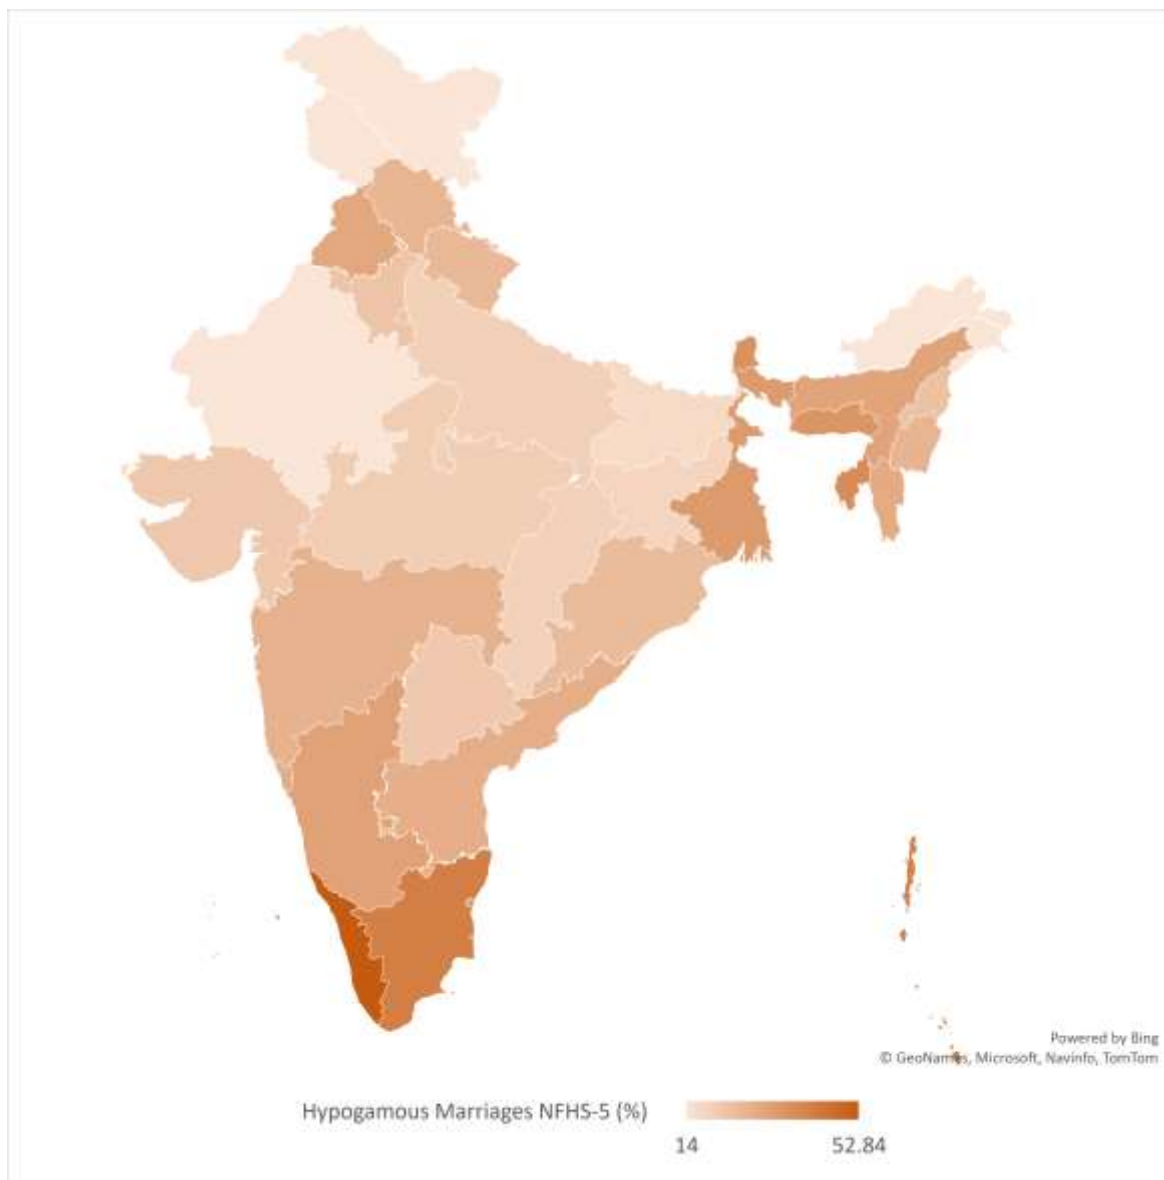 Powered by Bing
© GeoNames, Microsoft, Navinfo, TomTom
Hypogamous Marriages NFHS-5 (%)
14 52.84